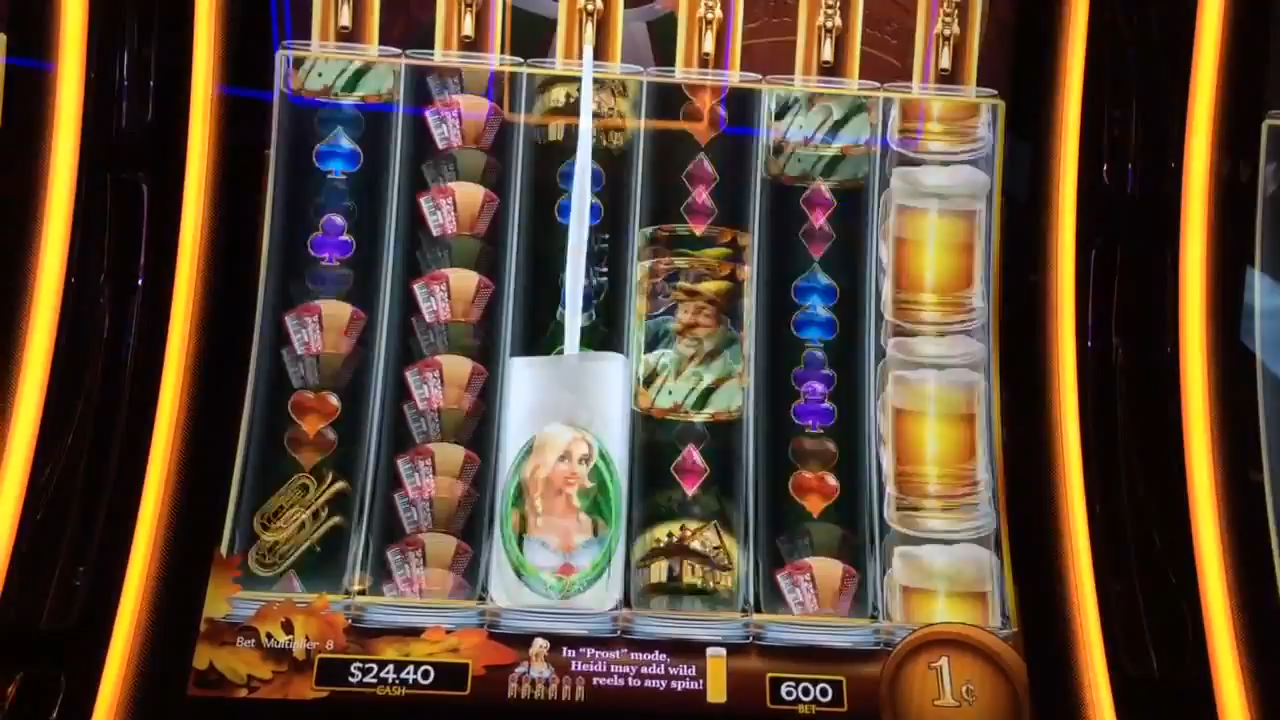 Bet Multiplier 8
$24.40
CASH
In "Prost" mode,
Heidi may add wild
reels to any spin!
600
BET
1¢